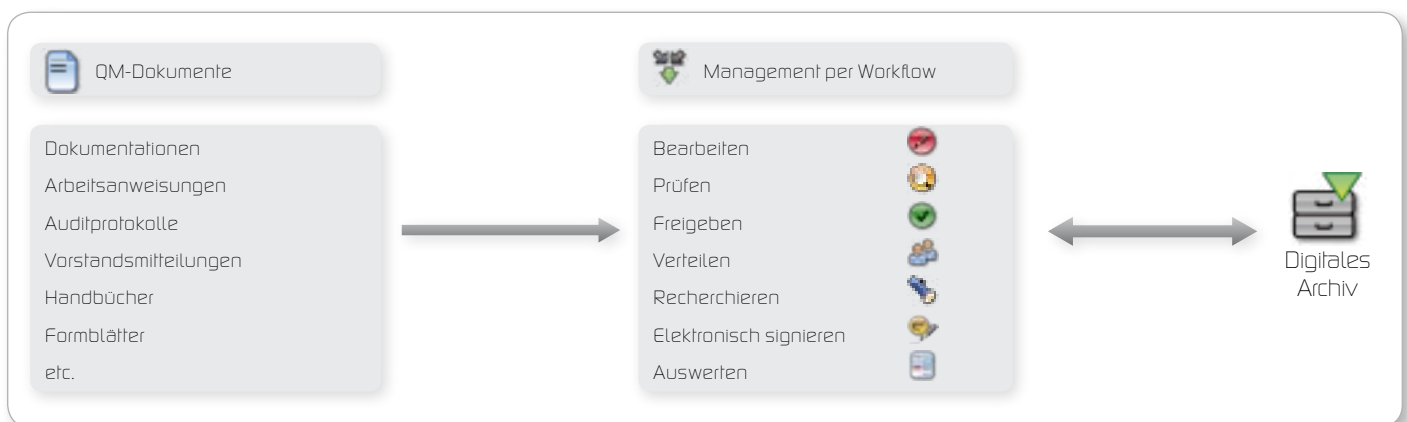 QM-Dokumente
Dokumentationen
Arbeitsanweisungen
Auditprotokolle
Vorstandsmitteilungen
Handbücher
Formblätter
etc.
Management per Workflow
Bearbeiten
Prüfen
Freigeben
Verteilen
Recherchieren
Elektronisch signieren
Auswerten
Digitales
Archiv